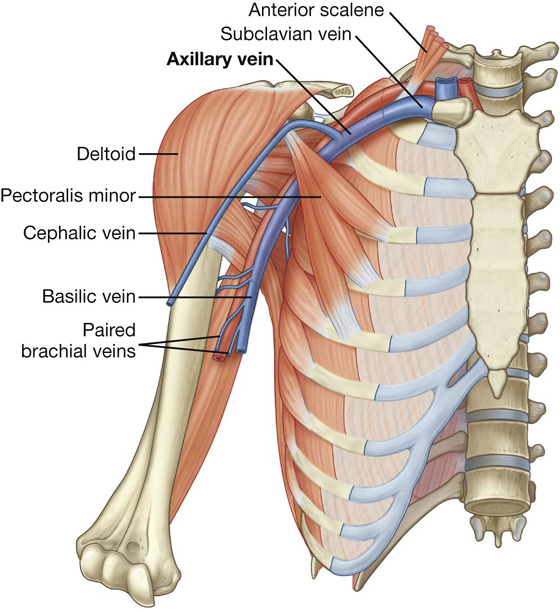 Anterior scalene
Subclavian vein
Axillary vein
Deltoid
Pectoralis minor
Cephalic vein
Basilic vein
Paired
brachial veins